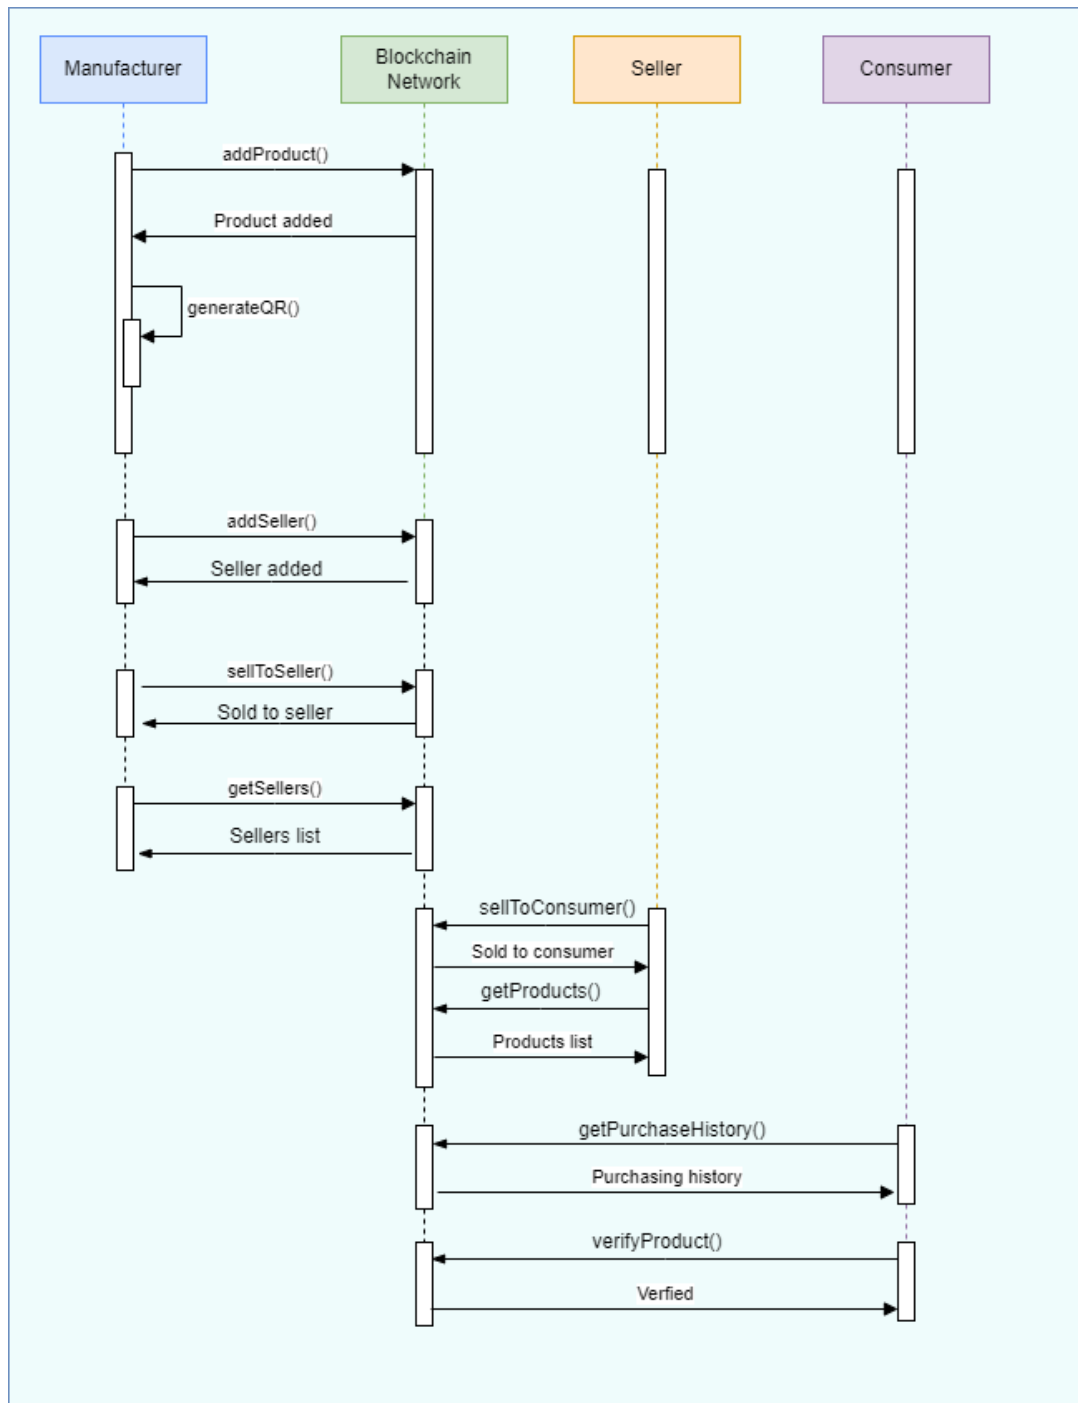 Manufacturer
Blockchain
Network
Seller
Consumer
addProduct()
Product added
generateQR()
addSeller()
Seller added
sellToSeller()
Sold to seller
getSellers()
Sellers list
sellToConsumer()
Sold to consumer
getProducts()
Products list
getPurchaseHistory()
Purchasing history
verifyProduct()
Verfied